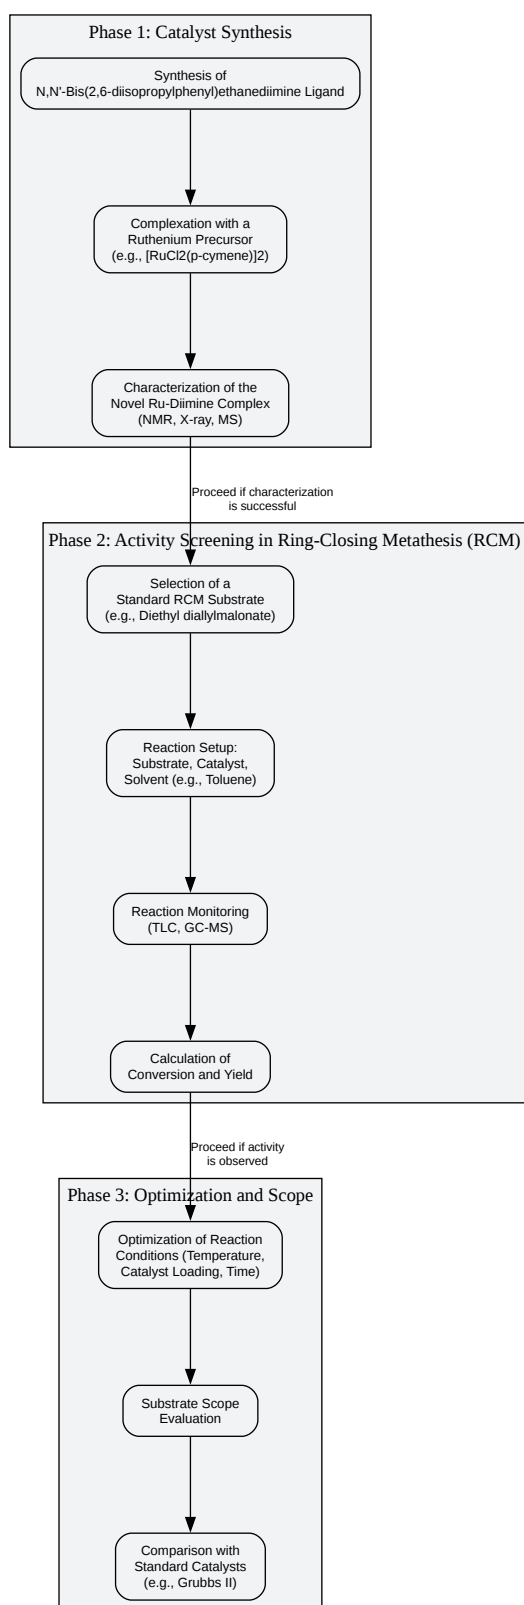 Phase 1: Catalyst Synthesis
Synthesis of
N,N'-Bis(2,6-diisopropylphenyl)ethanediimine Ligand
Complexation with a
Ruthenium Precursor
(e.g., [RuCl2(p-cymene)]2)
Characterization of the
Novel Ru-Diimine Complex
(NMR, X-ray, MS)
Proceed if characterization
is successful
Phase 2: Activity Screening in Ring-Closing Metathesis (RCM)
Selection of a
Standard RCM Substrate
(e.g., Diethyl diallylmalonate)
Reaction Setup:
Substrate, Catalyst,
Solvent (e.g., Toluene)
Reaction Monitoring
(TLC, GC-MS)
Calculation of
Conversion and Yield
Proceed if activity
is observed
Phase 3: Optimization and Scope
Optimization of Reaction
Conditions (Temperature,
Catalyst Loading, Time)
Substrate Scope
Evaluation
Comparison with
Standard Catalysts
(e.g., Grubbs II)